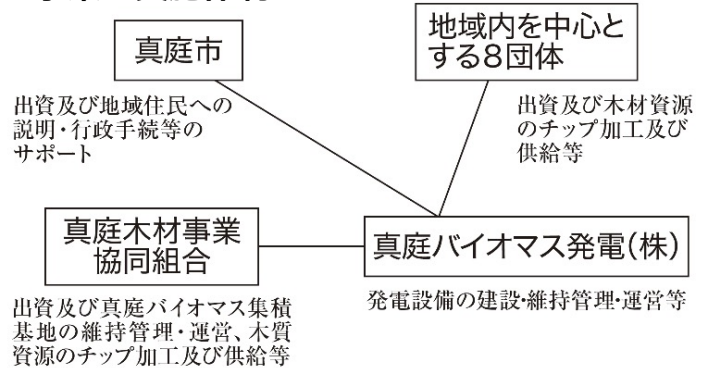 真庭市
出資及び地域住民への
説明・行政手続等の
サポート
地域内を中心と
する8団体
出資及び木材資源
のチップ加工及び
供給等
真庭木材事業
協同組合
出資及び真庭バイオマス集積
基地の維持管理・運営、木質
資源のチップ加工及び供給等
真庭バイオマス発電(株)
発電設備の建設・維持管理・運営等